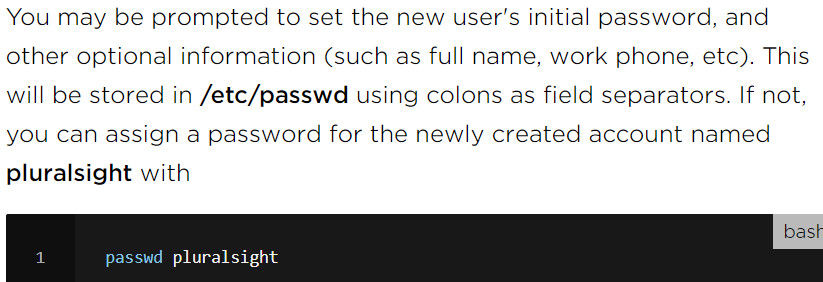 You may be prompted to set the new user's initial password, and
other optional information (such as full name, work phone, etc). This
will be stored in /etc/passwd using colons as field separators. If not,
you can assign a password for the newly created account named
pluralsight with
bash
1 passwd pluralsight